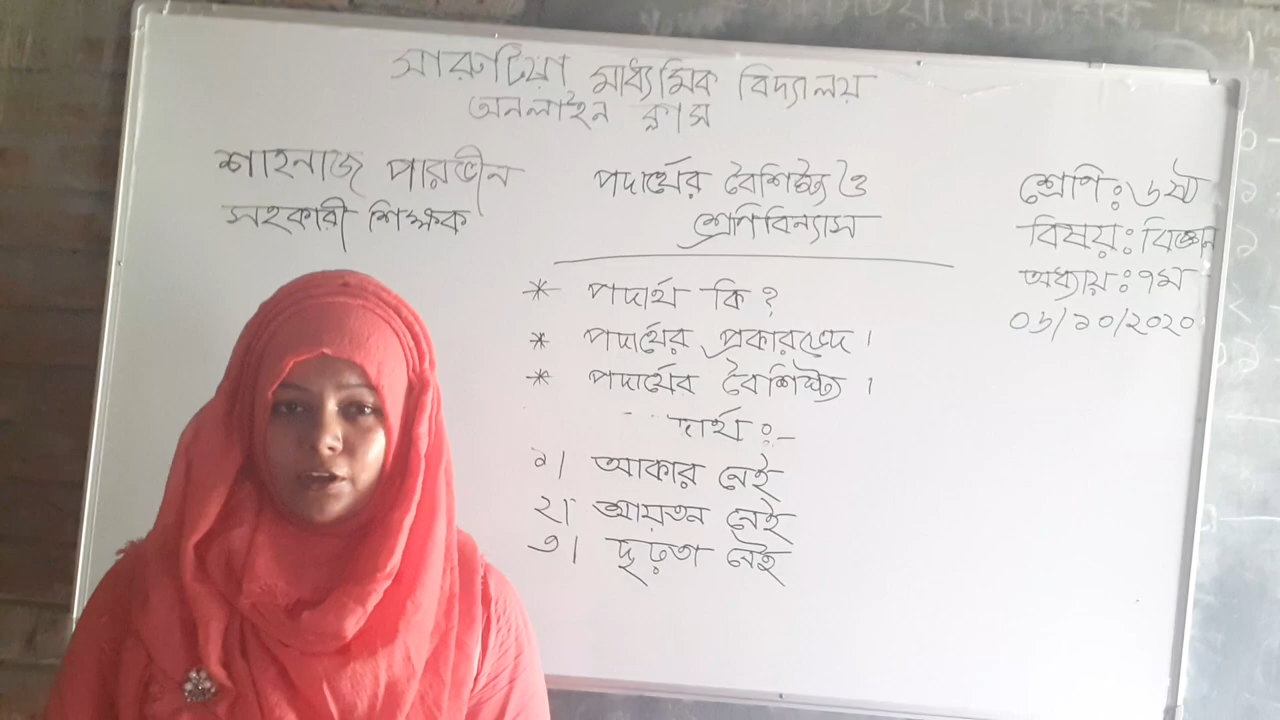 সারুটিয়া মাধ্যমিক বিদ্যালয়
অনলাইন ক্লাস
শাহনাজ পারভীন
সহকারী শিক্ষক
পদার্থের বৈশিষ্ট্য ও
শ্রেণিবিন্যাস
শ্রেণি: ৬ষ্ঠ
বিষয়: বিজ্ঞান
অধ্যায়: ৭ম
০৬/১০/২০২০
* পদার্থ কি?
* পদার্থের প্রকারভেদ।
* পদার্থের বৈশিষ্ট্য।
দার্থ:-
১। আকার নেই
২। আয়তন নেই
৩। দৃঢ়তা নেই